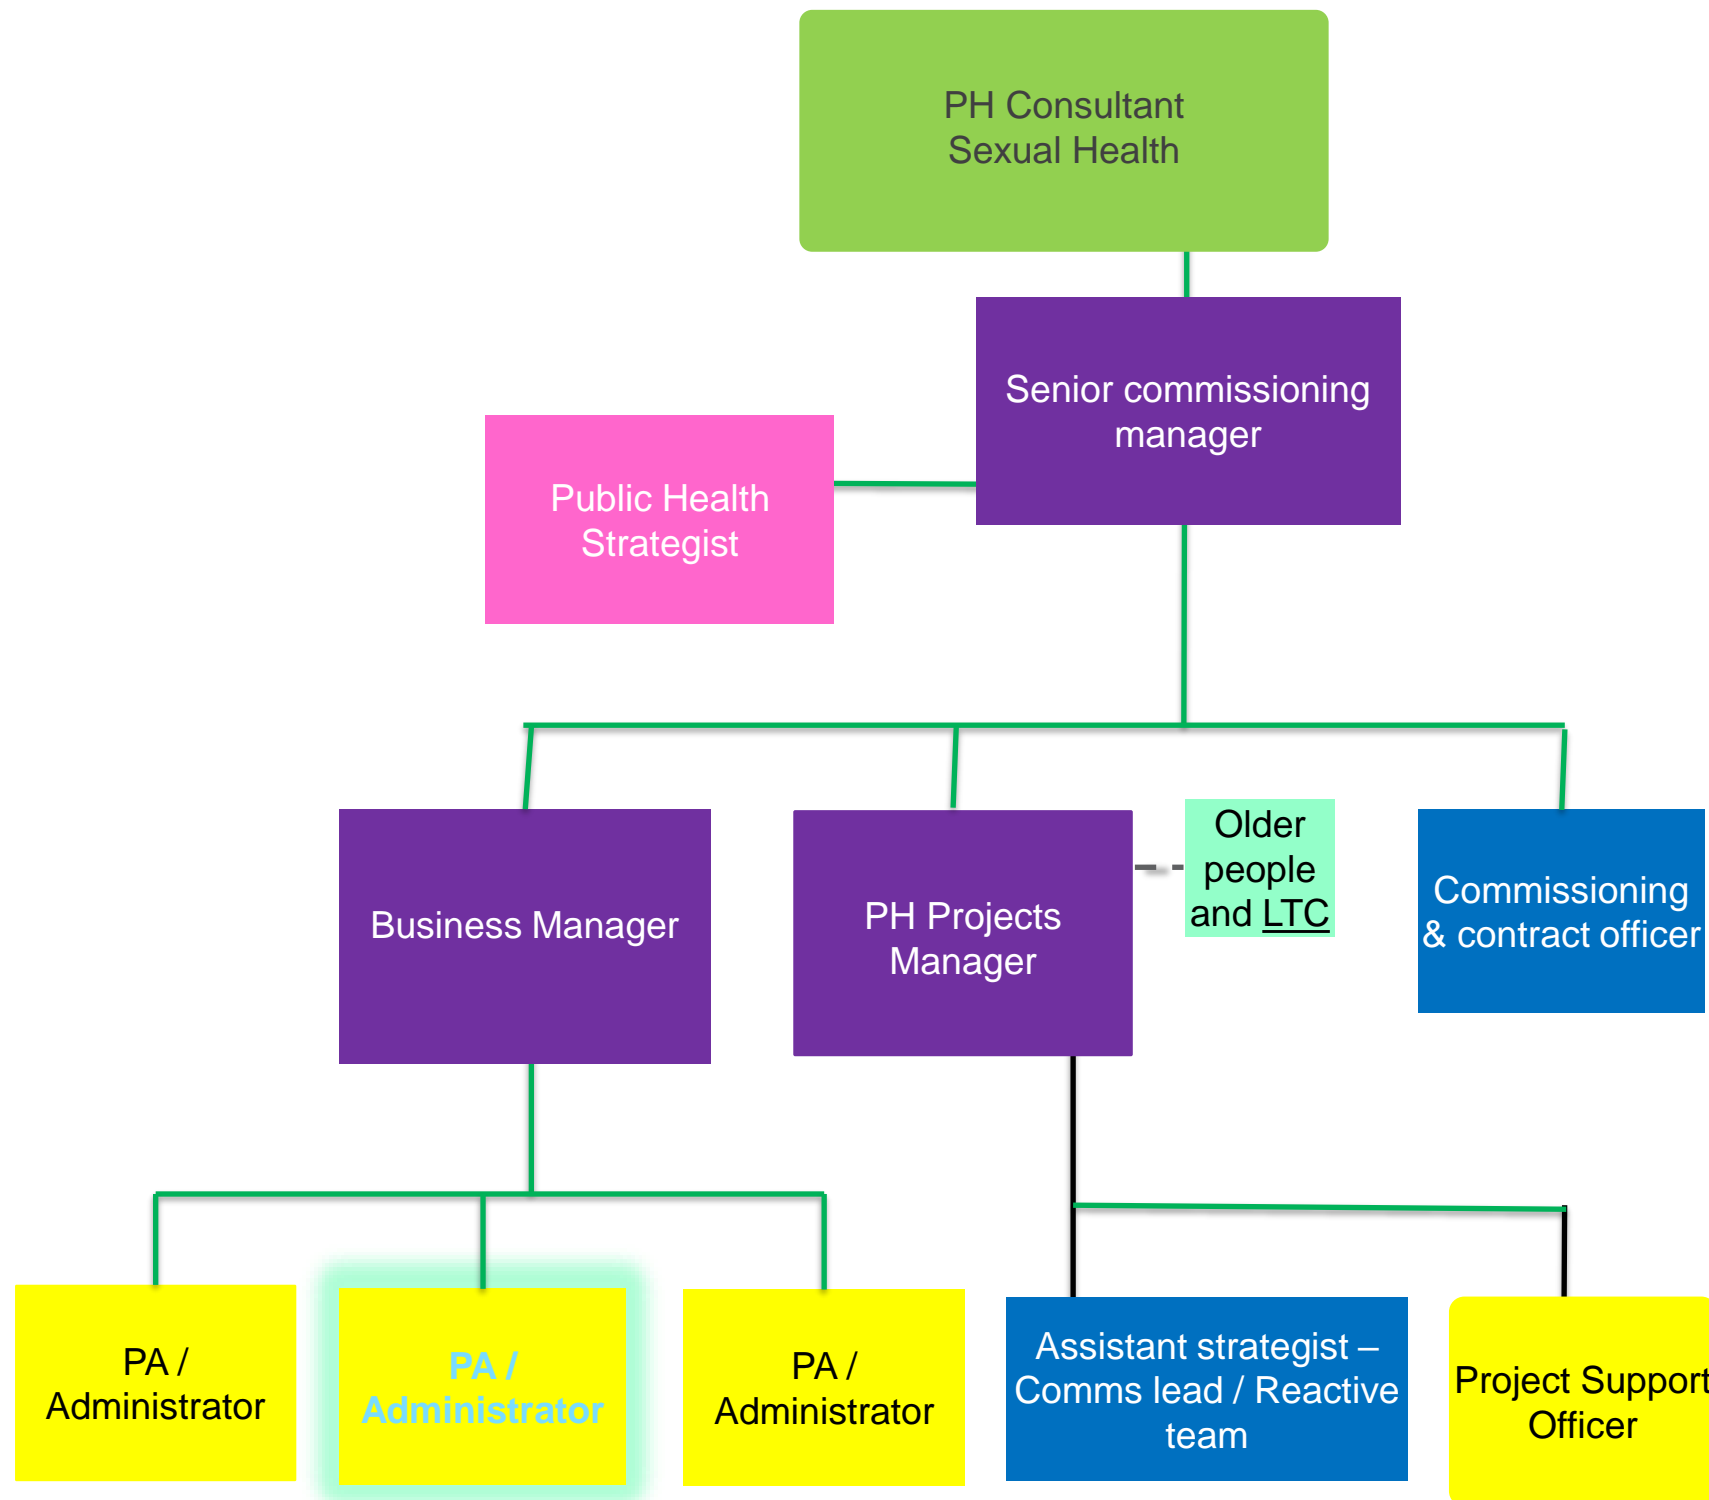 PH Consultant
Sexual Health
Senior commissioning
manager
Public Health
Strategist
Business Manager
PH Projects
Manager
Older
people
and LTC
Commissioning
& contract officer
PA /
Administrator
PA /
Administrator
PA /
Administrator
Assistant strategist –
Comms lead / Reactive
team
Project Support
Officer